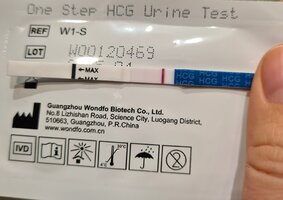 One Step HCG Urine Test
REF W1-S
LOT W00120469
MAX
HCG HCG HCG HCG
Guangzhou Wondfo Biotech Co., Ltd.
No.8 Lizhishan Road, Science City, Luogang District,
510663, Guangzhou, P.R.China
www.wondfo.com.cn
IVD